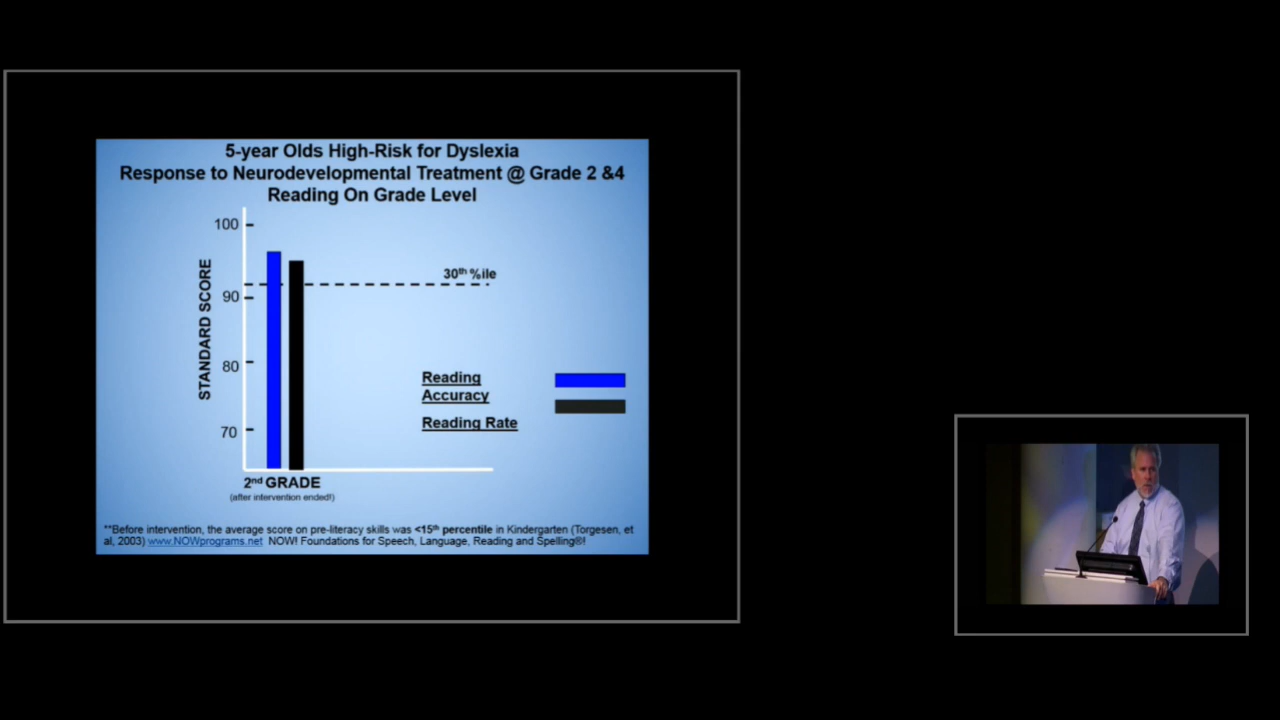 5-year Olds High-Risk for Dyslexia
Response to Neurodevelopmental Treatment @ Grade 2 &4
Reading On Grade Level
100
30th %ile
90
STANDARD SCORE
80
Reading
Accuracy
Reading Rate
70
2nd GRADE
(after intervention ended!)
**Before intervention, the average score on pre-literacy skills was <15th percentile in Kindergarten (Torgesen, et
al, 2003) www.NOWprograms.net NOW! Foundations for Speech, Language, Reading and Spelling®!